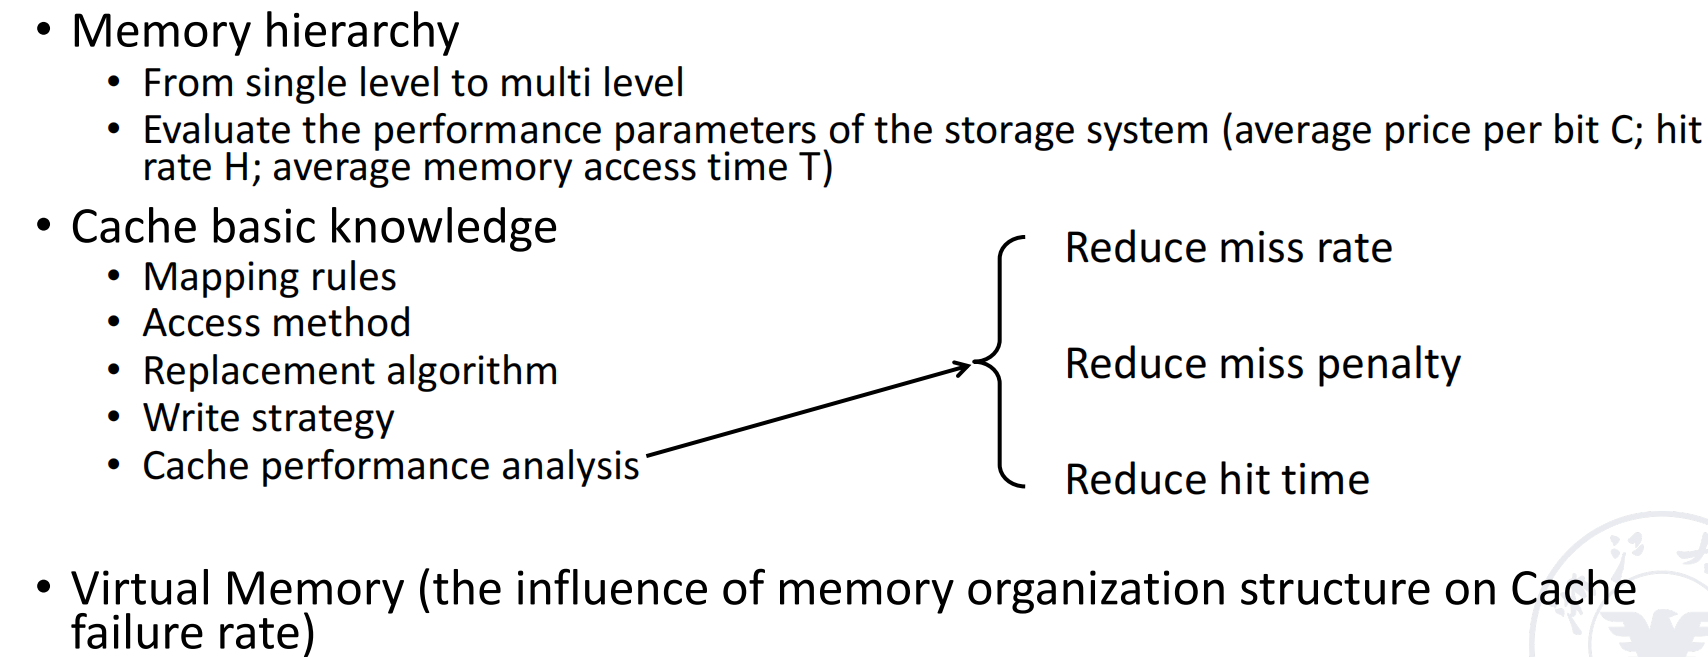 • Memory hierarchy
• From single level to multi level
• Evaluate the performance parameters of the storage system (average price per bit C; hit
rate H; average memory access time T)
• Cache basic knowledge
• Mapping rules
• Access method
• Replacement algorithm
• Write strategy
• Cache performance analysis
Reduce miss rate
Reduce miss penalty
Reduce hit time
• Virtual Memory (the influence of memory organization structure on Cache
failure rate)